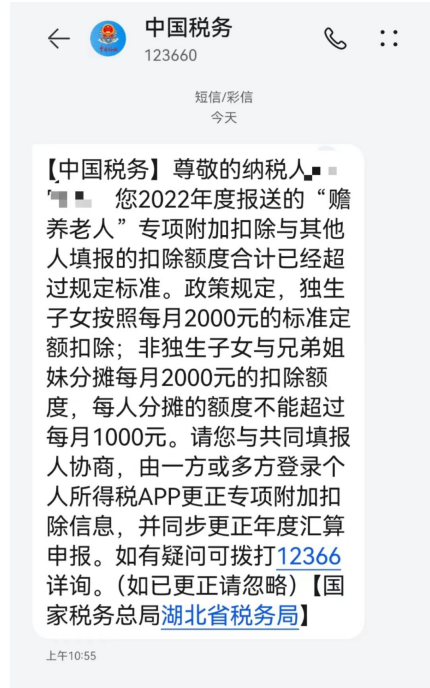 中国税务
123660
短信/彩信
今天
【中国税务】尊敬的纳税人
您2022年度报送的“赡
养老人”专项附加扣除与其他
人填报的扣除额度合计已经超
过规定标准。政策规定，独生
子女按照每月2000元的标准定
额扣除；非独生子女与兄弟姐
妹分摊每月2000元的扣除额
度，每人分摊的额度不能超过
每月1000元。请您与共同填报
人协商，由一方或多方登录个
人所得税APP更正专项附加扣
除信息，并同步更正年度汇算
申报。如有疑问可拨打12366
详询。（如已更正请忽略）【国
家税务总局湖北省税务局】
上午10:55